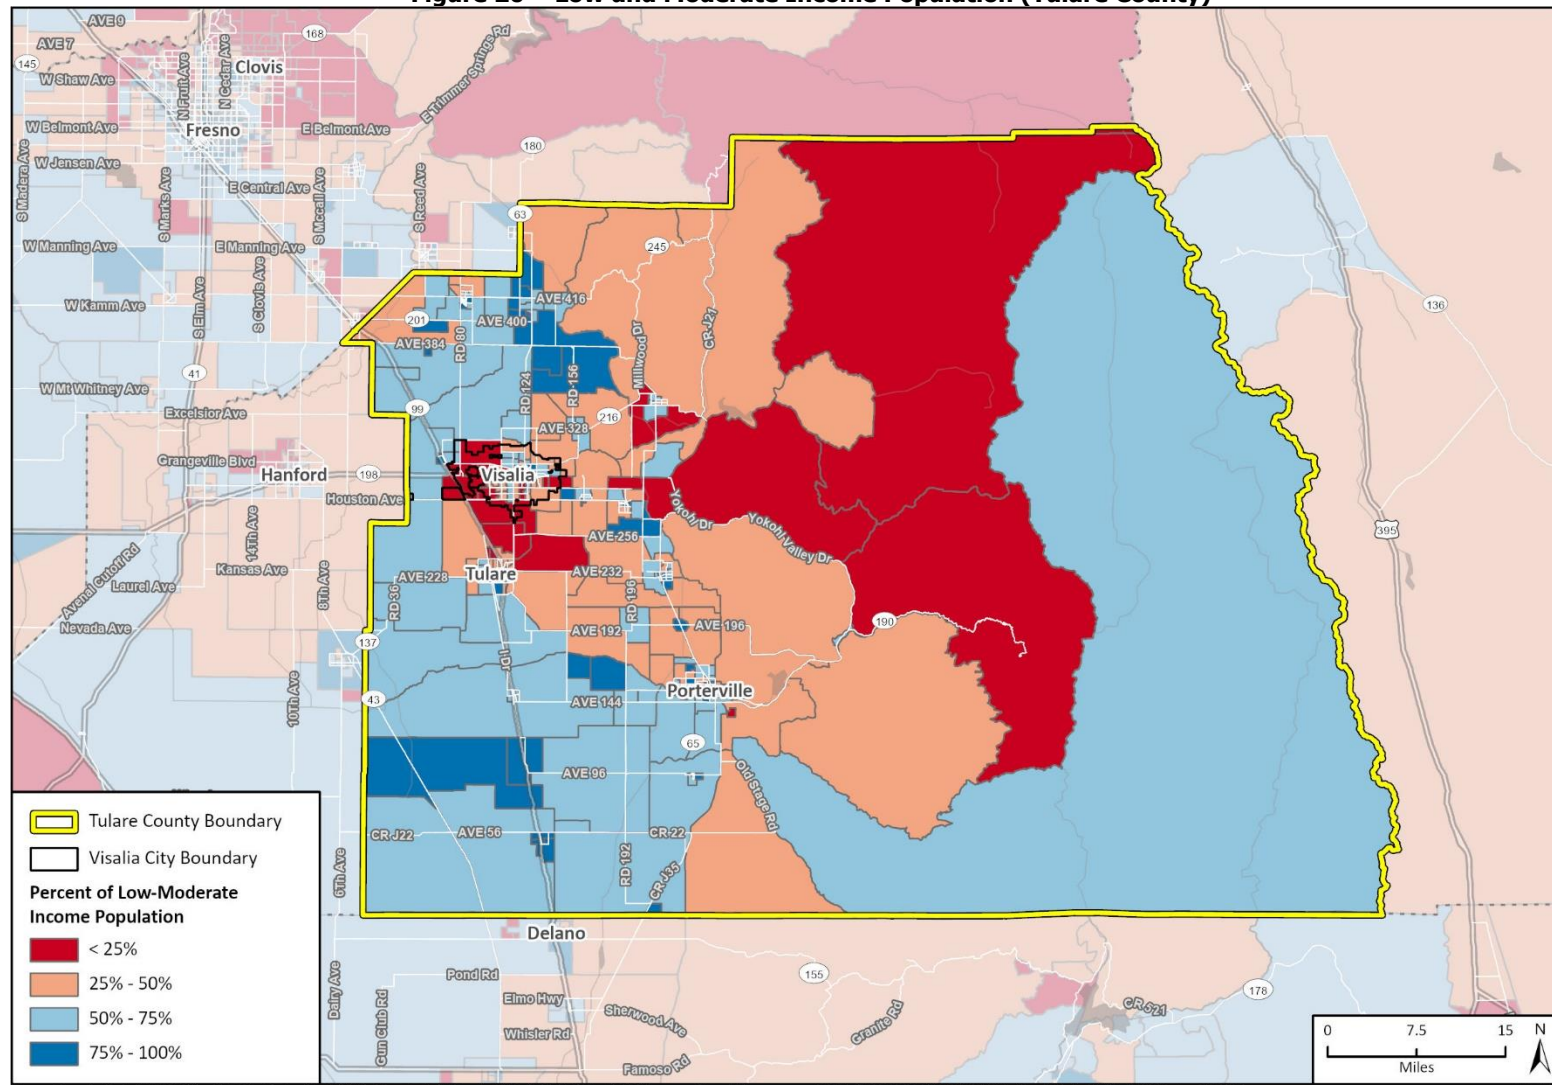 Figure 26 – Low and Moderate Income Population (Tulare County)
AVE 9
168
AVE 7
Clovis
145
W Shaw Ave
N Fruit Ave
N Cedar Ave
E Trimmer Springs Rd
W Belmont Ave
Fresno
E Belmont Ave
180
W Jensen Ave
S Madera Ave
S Marks Ave
E Central Ave
S Mccall Ave
S Reed Ave
63
W Manning Ave
E Manning Ave
245
S Elm Ave
S Clovis Ave
W Kamm Ave
AVE 416
136
201
AVE 400
AVE 384
RD 80
Millwood Dr
CR J27
41
W Mt Whitney Ave
RD 124
RD 156
99
Excelsior Ave
216
AVE 328
Grangeville Blvd
Hanford
198
Visalia
Houston Ave
14Th Ave
Yokohl Dr
Yokohl Valley Dr
395
AVE 256
Avenal Cutoff Rd
Kansas Ave
8Th Ave
AVE 228
Tulare
AVE 232
Laurel Ave
RD 36
RD 196
Nevada Ave
AVE 192
AVE 196
190
137
I Dr
10Th Ave
43
AVE 144
Porterville
65
AVE 96
Old Stage Rd
CR J22
AVE 56
CR 22
6Th Ave
RD 192
CR J35
Delano
Pond Rd
155
178
Dairy Ave
Gun Club Rd
Elmo Hwy
Sherwood Ave
Granite Rd
CR 521
Whisler Rd
Famoso Rd
Tulare County Boundary
Visalia City Boundary
Percent of Low-Moderate
Income Population
< 25%
25% - 50%
50% - 75%
75% - 100%
0 7.5 15 N
Miles